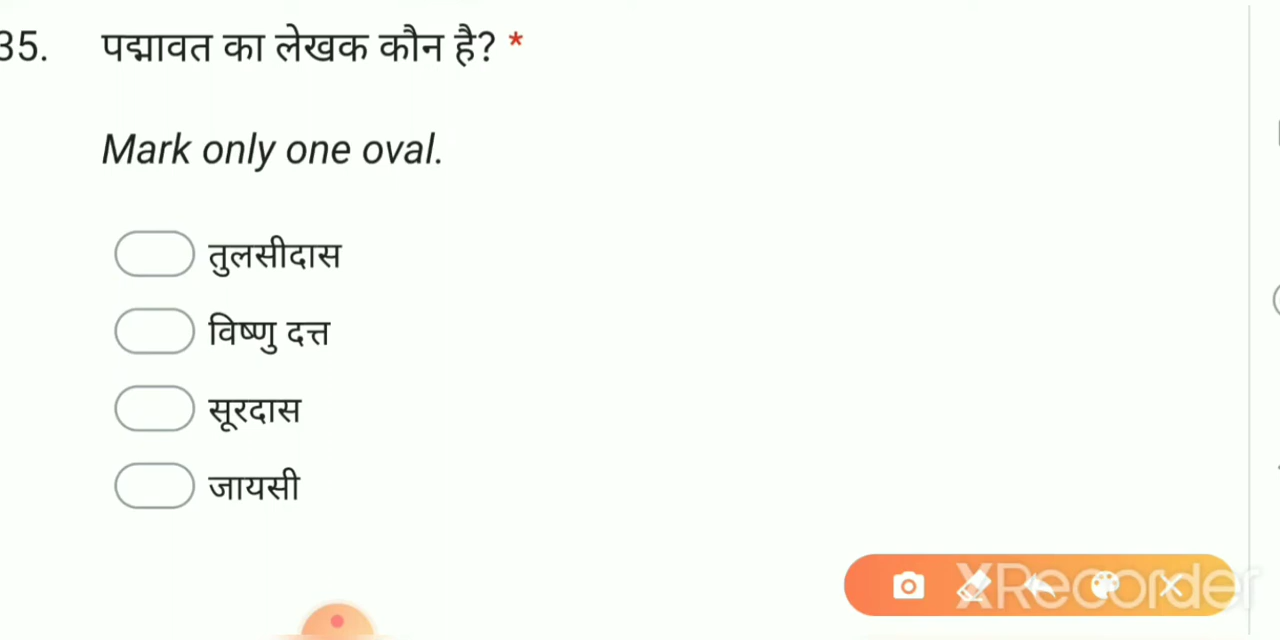 35. पद्मावत का लेखक कौन है? *
Mark only one oval.
तुलसीदास
विष्णु दत्त
सूरदास
जायसी
XRecorder